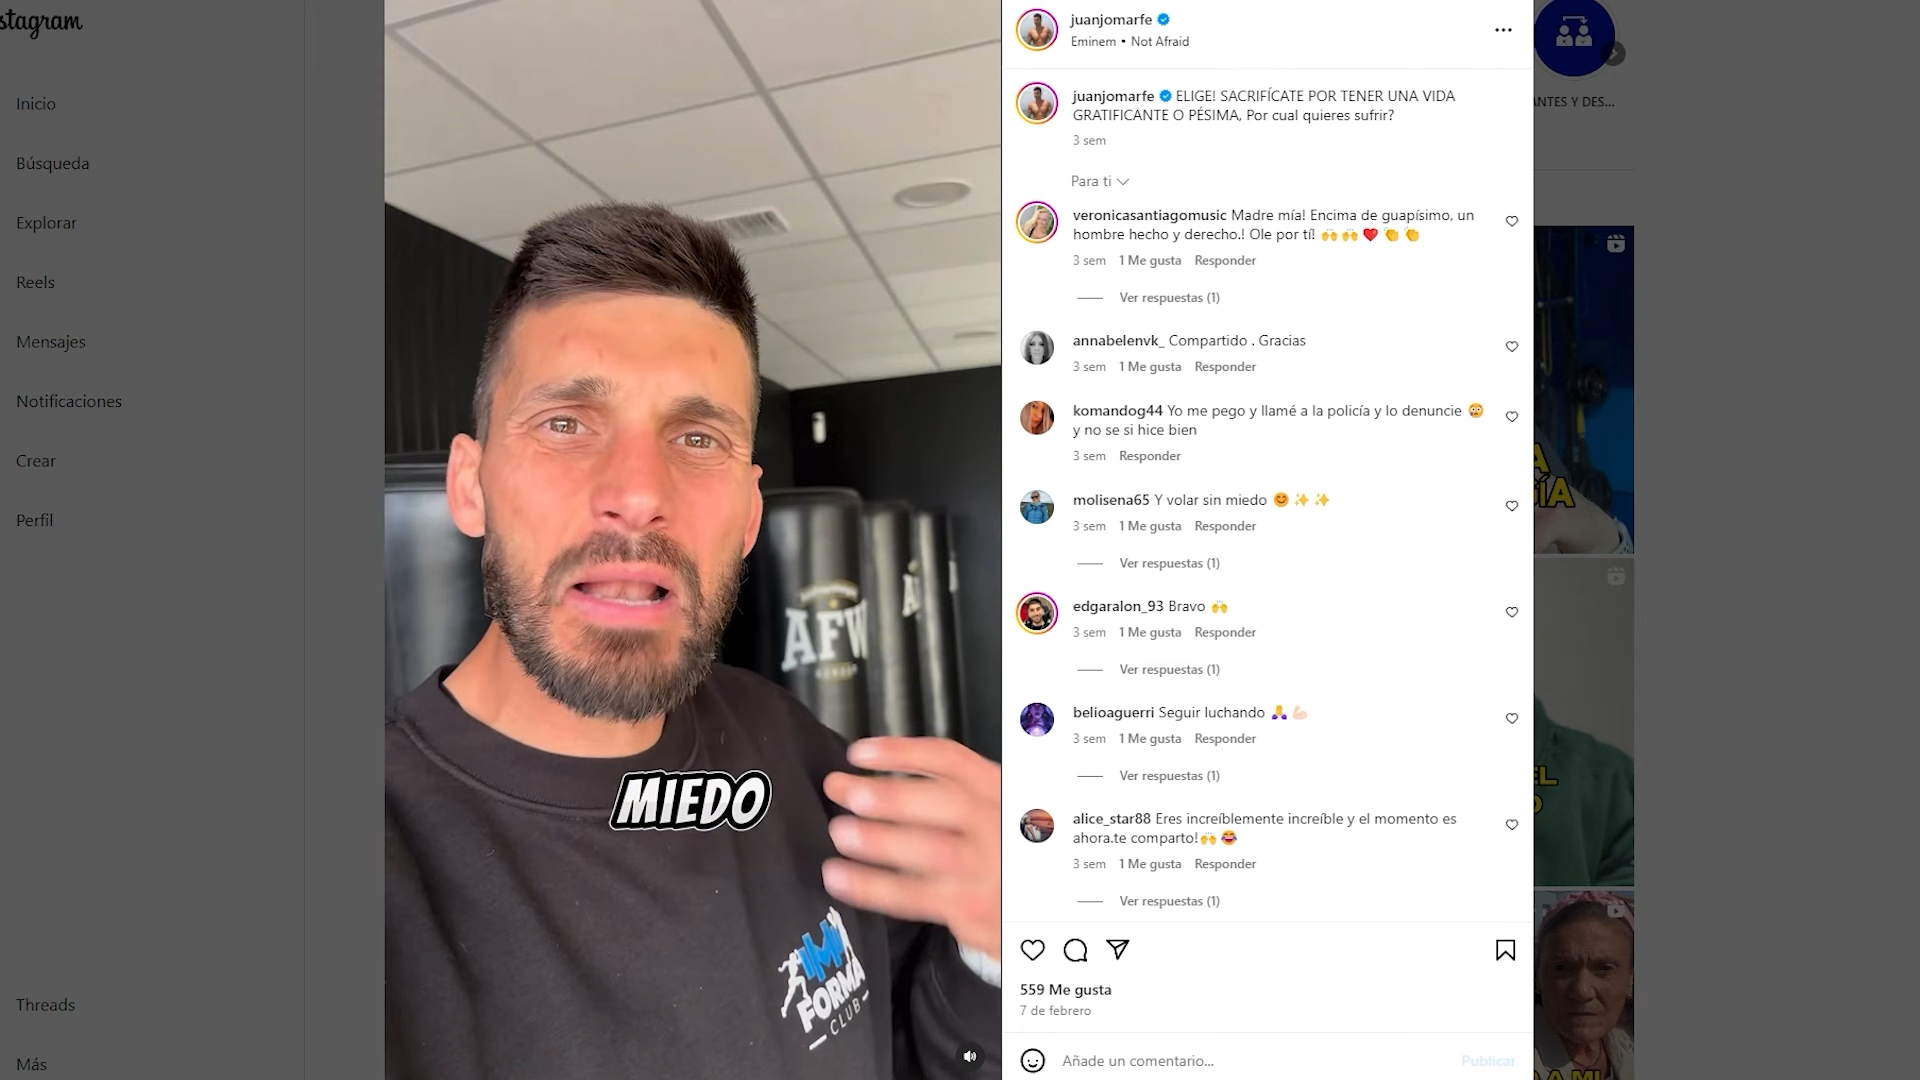 stagram
Inicio
Búsqueda
Explorar
Reels
Mensajes
Notificaciones
Crear
Perfil
Threads
Más
AFW
MIEDO
FORMA
CLUB
juanjomarfe
Eminem • Not Afraid
juanjomarfe ELIGE! SACRIFÍCATE POR TENER UNA VIDA
GRATIFICANTE O PÉSIMA, Por cual quieres sufrir?
3 sem
Para ti
veronicasantiagomusic Madre mía! Encima de guapísimo, un
hombre hecho y derecho.! Ole por tí! 🙌🙌❤️👏👏
3 sem 1 Me gusta Responder
Ver respuestas (1)
annabelenvk_ Compartido . Gracias
3 sem 1 Me gusta Responder
komandog44 Yo me pego y llamé a la policía y lo denuncie 😳
y no se si hice bien
3 sem Responder
molisena65 Y volar sin miedo 😊✨✨
3 sem 1 Me gusta Responder
Ver respuestas (1)
edgaralon_93 Bravo 🙌
3 sem 1 Me gusta Responder
Ver respuestas (1)
belioaguerri Seguir luchando 🙏💪🏻
3 sem 1 Me gusta Responder
Ver respuestas (1)
alice_star88 Eres increíblemente increíble y el momento es
ahora.te comparto!🙌😂
3 sem 1 Me gusta Responder
Ver respuestas (1)
559 Me gusta
7 de febrero
Añade un comentario...
Publicar
ANTES Y DES...
A
ÍA
EL
O
O A MI